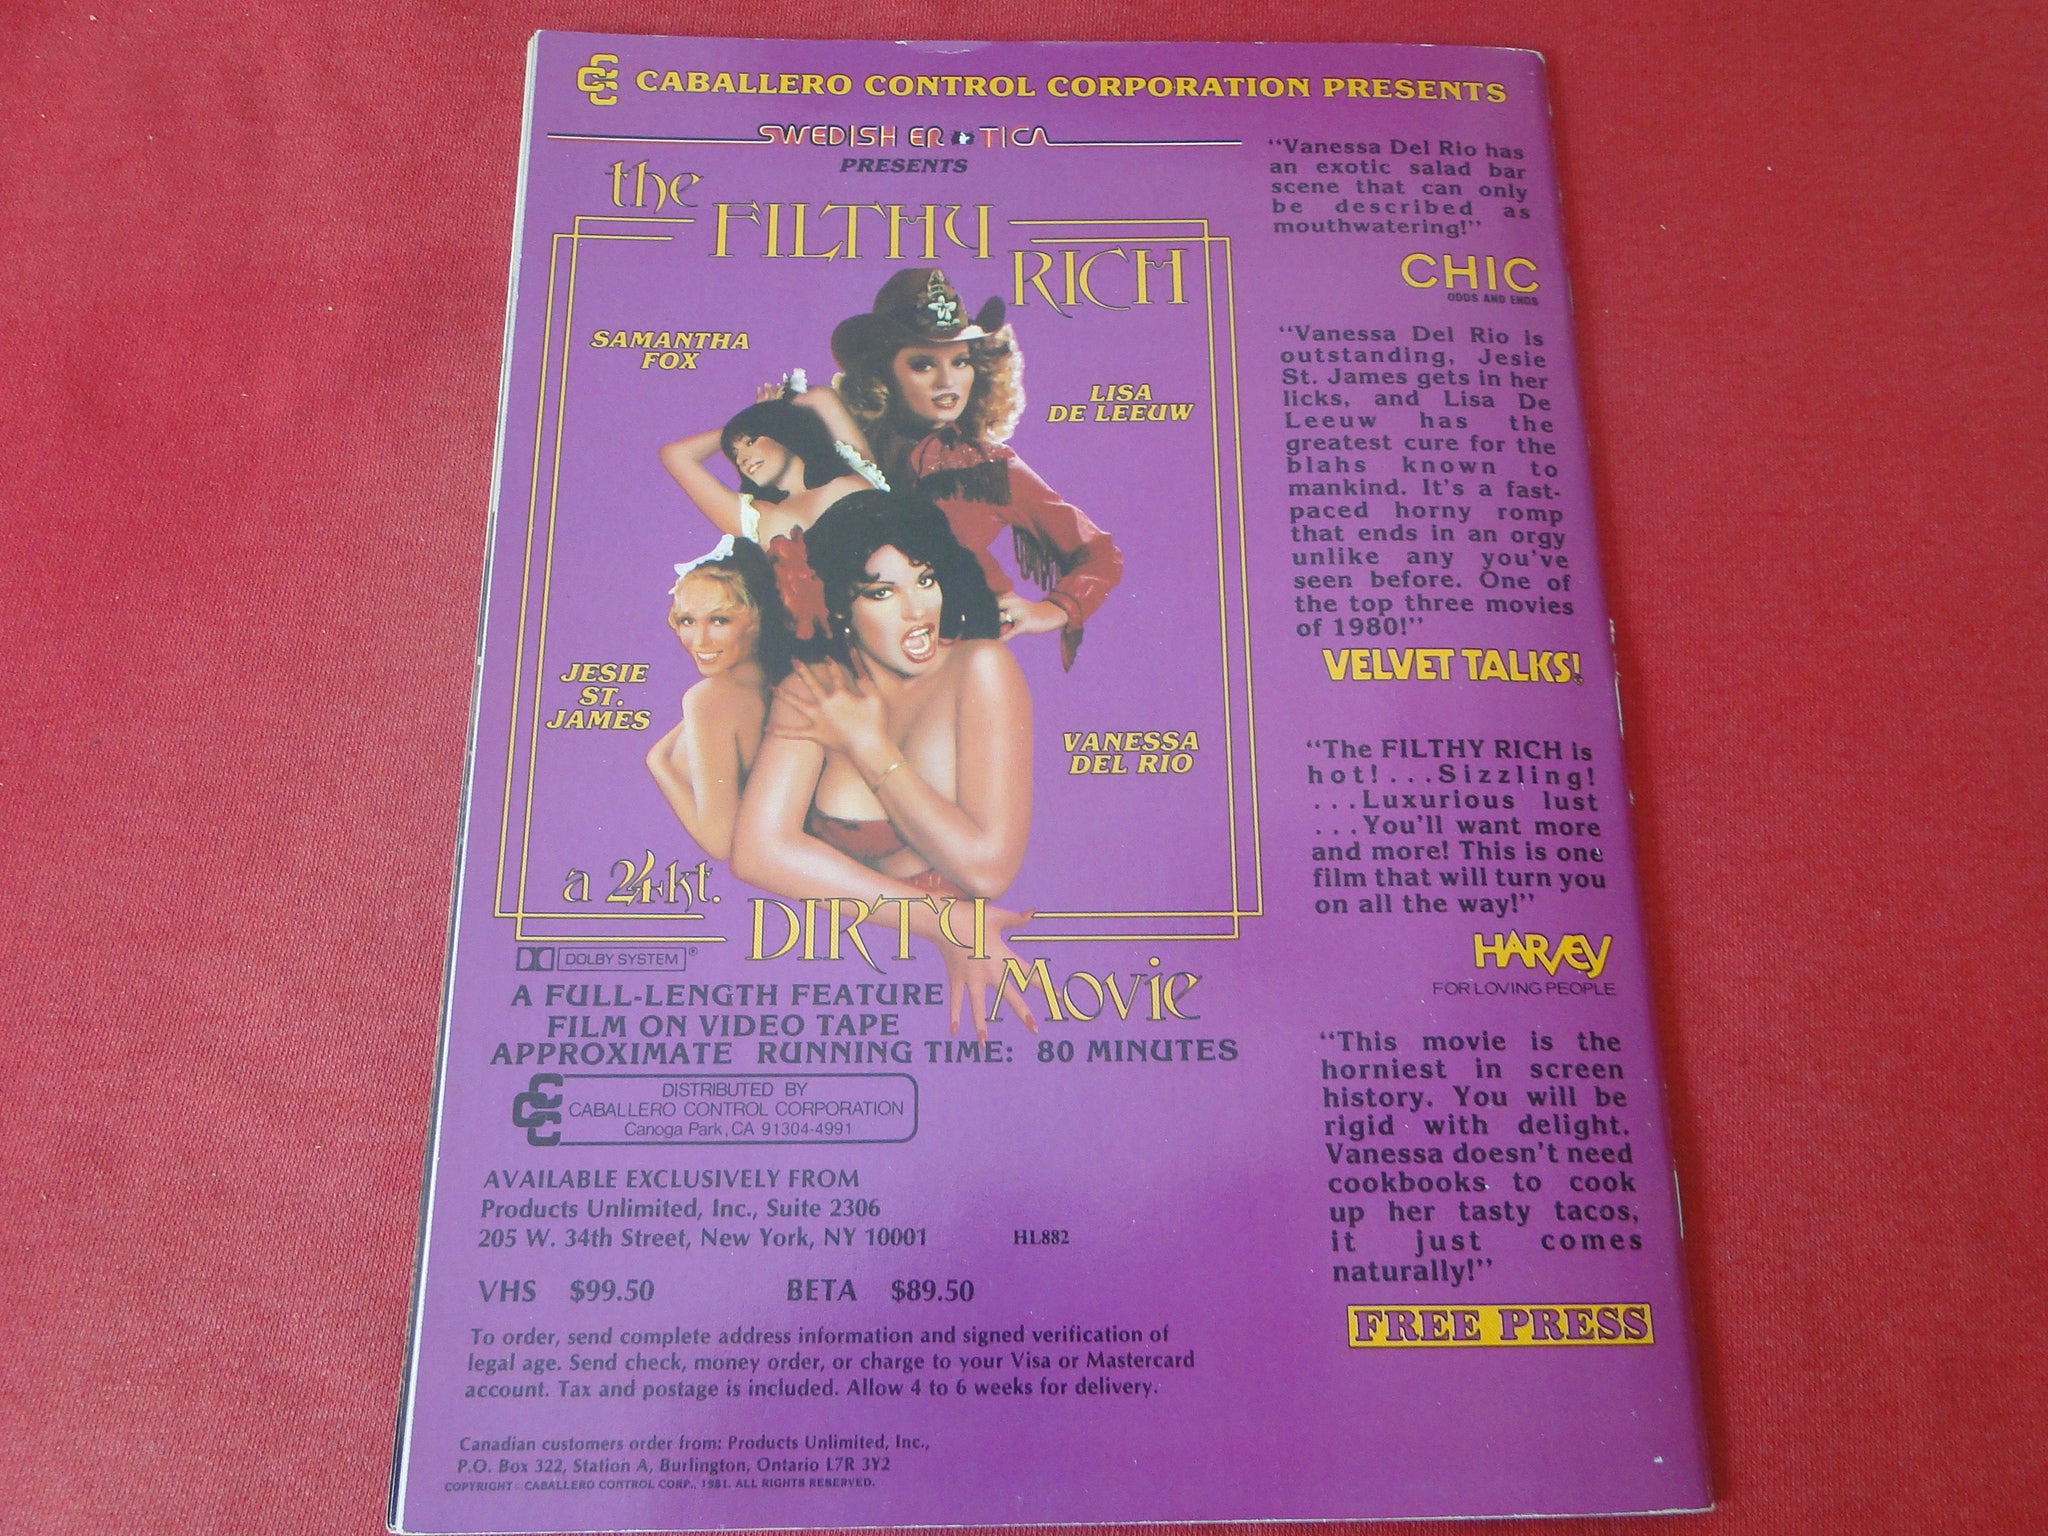 CCC CABALLERO CONTROL CORPORATION PRESENTS
SWEDISH EROTICA
PRESENTS
the
FILTHY
RICH
SAMANTHA
FOX
LISA
DE LEEUW
JESIE
ST.
JAMES
VANESSA
DEL RIO
a 24kt.
DIRTY
MOVIE
DOLBY SYSTEM®
A FULL-LENGTH FEATURE
FILM ON VIDEO TAPE
APPROXIMATE RUNNING TIME: 80 MINUTES
CCC
DISTRIBUTED BY
CABALLERO CONTROL CORPORATION
Canoga Park, CA 91304-4991
AVAILABLE EXCLUSIVELY FROM
Products Unlimited, Inc., Suite 2306
205 W. 34th Street, New York, NY 10001 HL882
VHS $99.50 BETA $89.50
To order, send complete address information and signed verification of
legal age. Send check, money order, or charge to your Visa or Mastercard
account. Tax and postage is included. Allow 4 to 6 weeks for delivery.
Canadian customers order from: Products Unlimited, Inc.,
P.O. Box 322, Station A, Burlington, Ontario L7R 3Y2
COPYRIGHT: CABALLERO CONTROL CORP., 1981. ALL RIGHTS RESERVED.
"Vanessa Del Rio has
an exotic salad bar
scene that can only
be described as
mouthwatering!"
CHIC
ODDS AND ENDS
"Vanessa Del Rio is
outstanding, Jesie
St. James gets in her
licks, and Lisa De
Leeuw has the
greatest cure for the
blahs known to
mankind. It's a fast-
paced horny romp
that ends in an orgy
unlike any you've
seen before. One of
the top three movies
of 1980!"
VELVET TALKS!
"The FILTHY RICH is
hot!...Sizzling!
...Luxurious lust
...You'll want more
and more! This is one
film that will turn you
on all the way!"
HARVEY
FOR LOVING PEOPLE
"This movie is the
horniest in screen
history. You will be
rigid with delight.
Vanessa doesn't need
cookbooks to cook
up her tasty tacos,
it just comes
naturally!"
FREE PRESS